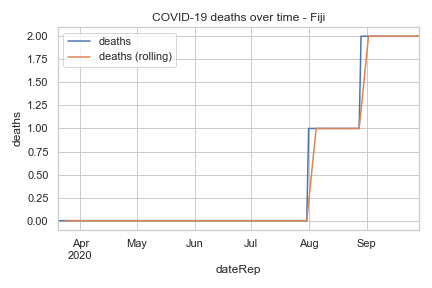 COVID-19 deaths over time - Fiji
deaths
deaths (rolling)
2.00
1.75
1.50
1.25
1.00
0.75
0.50
0.25
0.00
deaths
Apr May Jun Jul Aug Sep
2020
dateRep